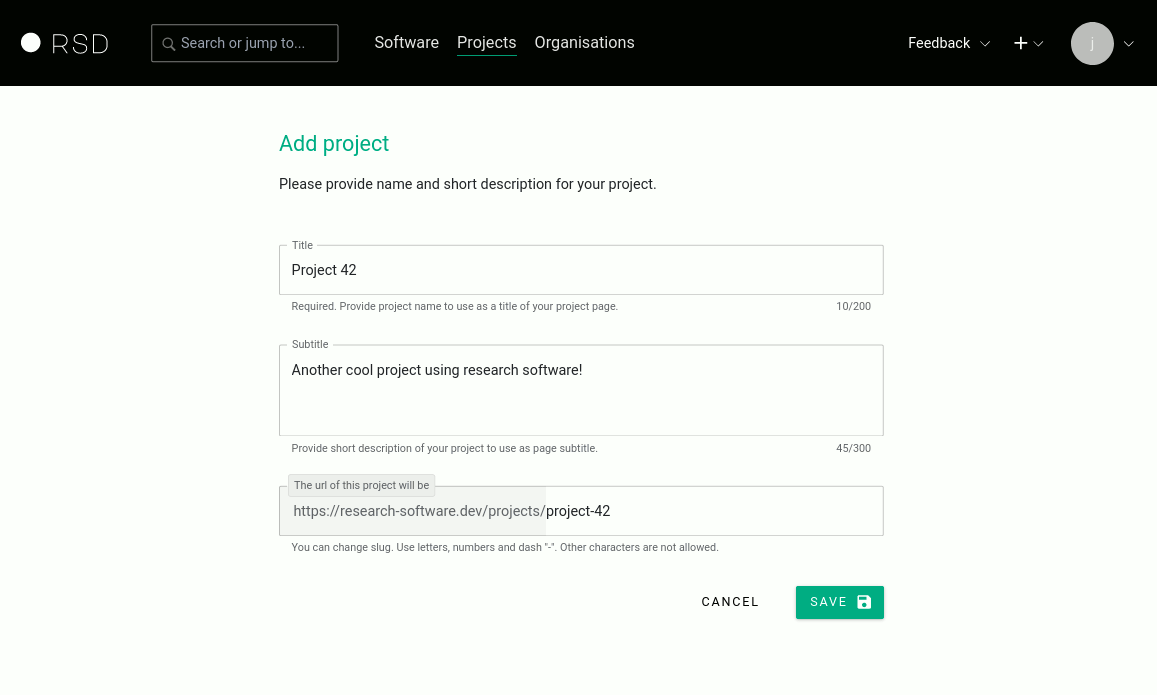 RSD Search or jump to... Software Projects Organisations Feedback j
Add project
Please provide name and short description for your project.
Title
Project 42
Required. Provide project name to use as a title of your project page. 10/200
Subtitle
Another cool project using research software!
Provide short description of your project to use as page subtitle. 45/300
The url of this project will be
https://research-software.dev/projects/project-42
You can change slug. Use letters, numbers and dash "-". Other characters are not allowed.
CANCEL SAVE